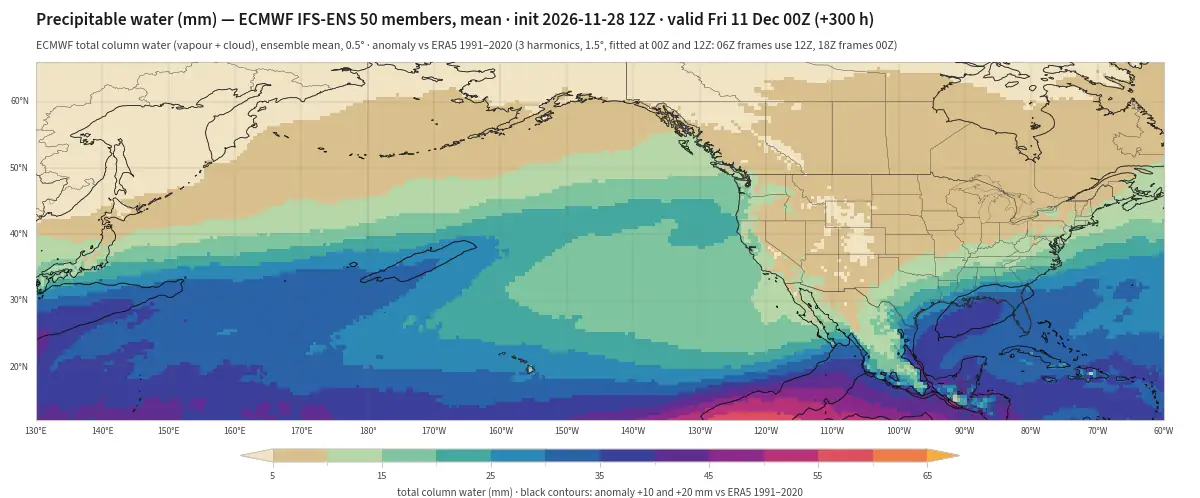 Precipitable water (mm) — ECMWF IFS-ENS 50 members, mean · init 2026-11-28 12Z · valid Fri 11 Dec 00Z (+300 h)
ECMWF total column water (vapour + cloud), ensemble mean, 0.5° · anomaly vs ERA5 1991–2020 (3 harmonics, 1.5°, fitted at 00Z and 12Z: 06Z frames use 12Z, 18Z frames 00Z)
60°N
50°N
40°N
30°N
20°N
130°E 140°E 150°E 160°E 170°E 180° 170°W 160°W 150°W 140°W 130°W 120°W 110°W 100°W 90°W 80°W 70°W 60°W
5 15 25 35 45 55 65
total column water (mm) · black contours: anomaly +10 and +20 mm vs ERA5 1991–2020